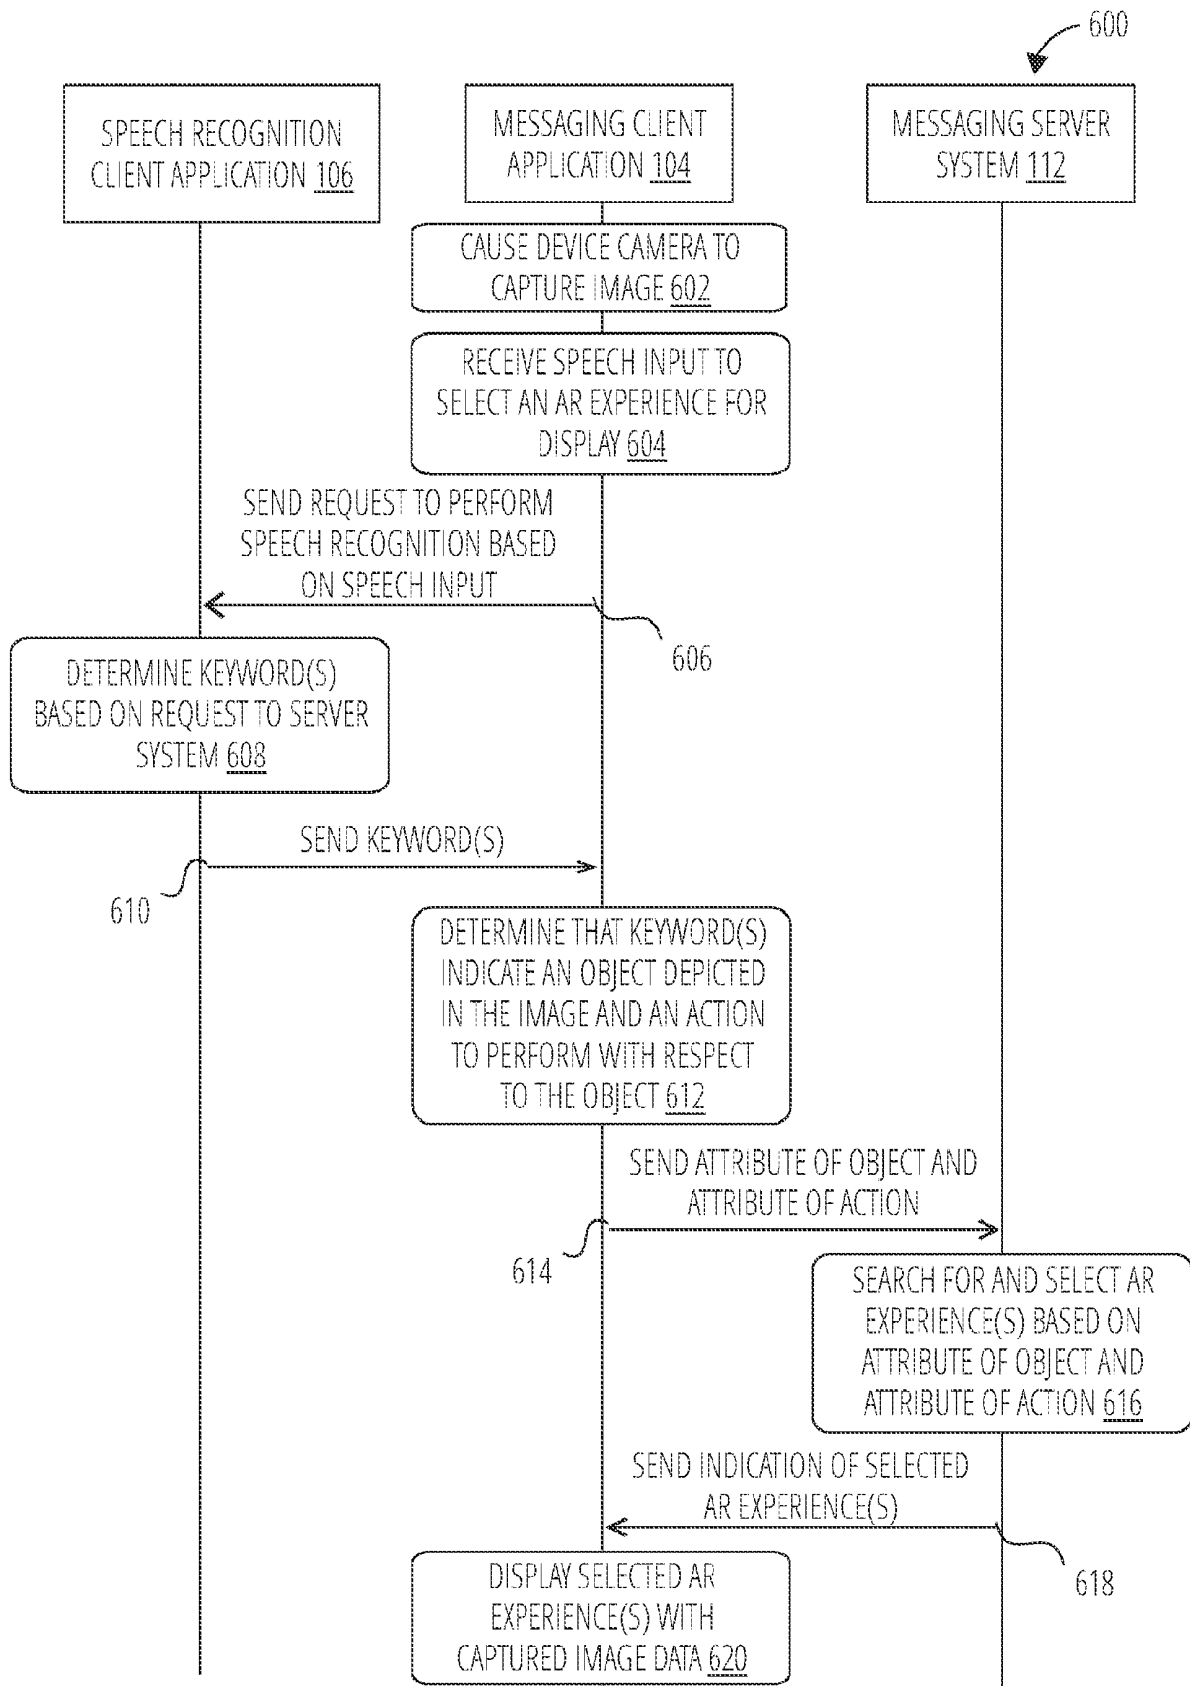 600
SPEECH RECOGNITION
CLIENT APPLICATION 106
MESSAGING CLIENT
APPLICATION 104
MESSAGING SERVER
SYSTEM 112
CAUSE DEVICE CAMERA TO
CAPTURE IMAGE 602
RECEIVE SPEECH INPUT TO
SELECT AN AR EXPERIENCE FOR
DISPLAY 604
SEND REQUEST TO PERFORM
SPEECH RECOGNITION BASED
ON SPEECH INPUT
606
DETERMINE KEYWORD(S)
BASED ON REQUEST TO SERVER
SYSTEM 608
SEND KEYWORD(S)
610
DETERMINE THAT KEYWORD(S)
INDICATE AN OBJECT DEPICTED
IN THE IMAGE AND AN ACTION
TO PERFORM WITH RESPECT
TO THE OBJECT 612
SEND ATTRIBUTE OF OBJECT AND
ATTRIBUTE OF ACTION
614
SEARCH FOR AND SELECT AR
EXPERIENCE(S) BASED ON
ATTRIBUTE OF OBJECT AND
ATTRIBUTE OF ACTION 616
SEND INDICATION OF SELECTED
AR EXPERIENCE(S)
618
DISPLAY SELECTED AR
EXPERIENCE(S) WITH
CAPTURED IMAGE DATA 620